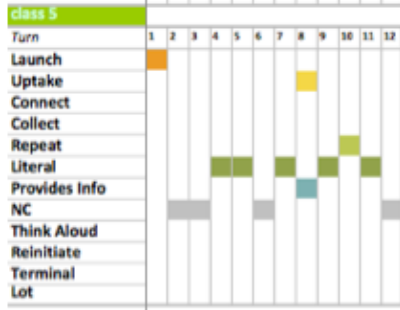 class 5
Turn 1 2 3 4 5 6 7 8 9 10 11 12
Launch
Uptake
Connect
Collect
Repeat
Literal
Provides Info
NC
Think Aloud
Reinitiate
Terminal
Lot